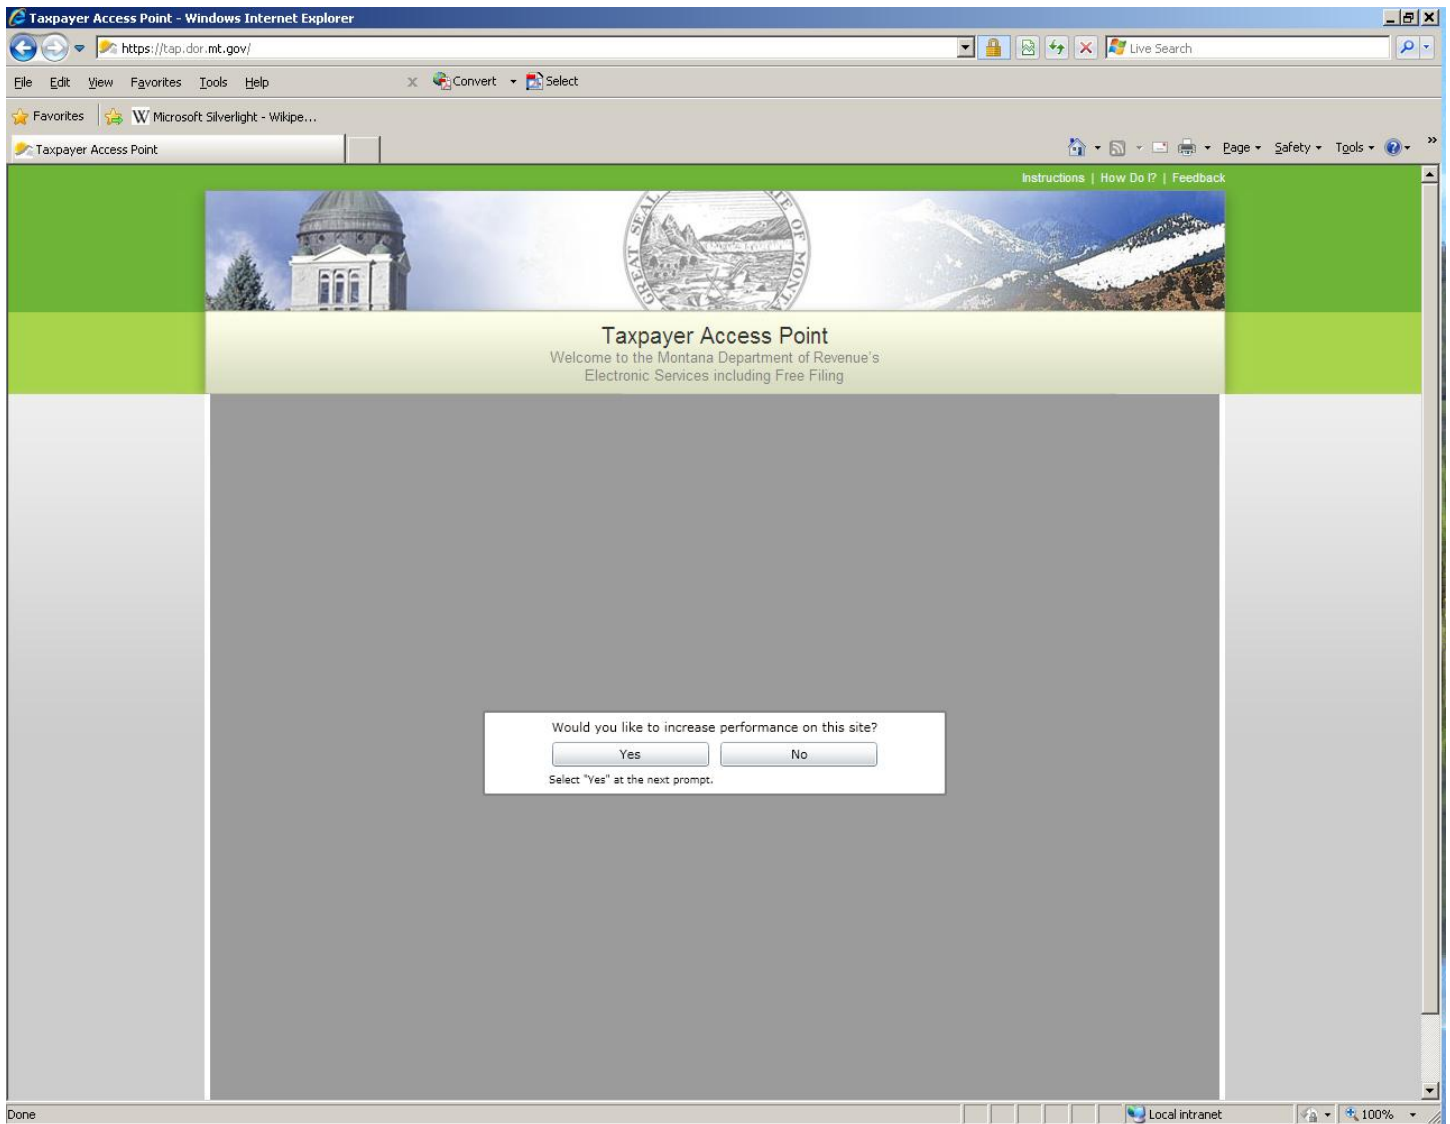 Taxpayer Access Point - Windows Internet Explorer
https://tap.dor.mt.gov/
Live Search
File Edit View Favorites Tools Help
x Convert Select
Favorites W Microsoft Silverlight - Wikipe...
Taxpayer Access Point
Page Safety Tools ? »
Instructions | How Do I? | Feedback
GREAT SEAL OF MONTA
Taxpayer Access Point
Welcome to the Montana Department of Revenue's
Electronic Services including Free Filing
Would you like to increase performance on this site?
Yes No
Select "Yes" at the next prompt.
Done Local intranet 100%